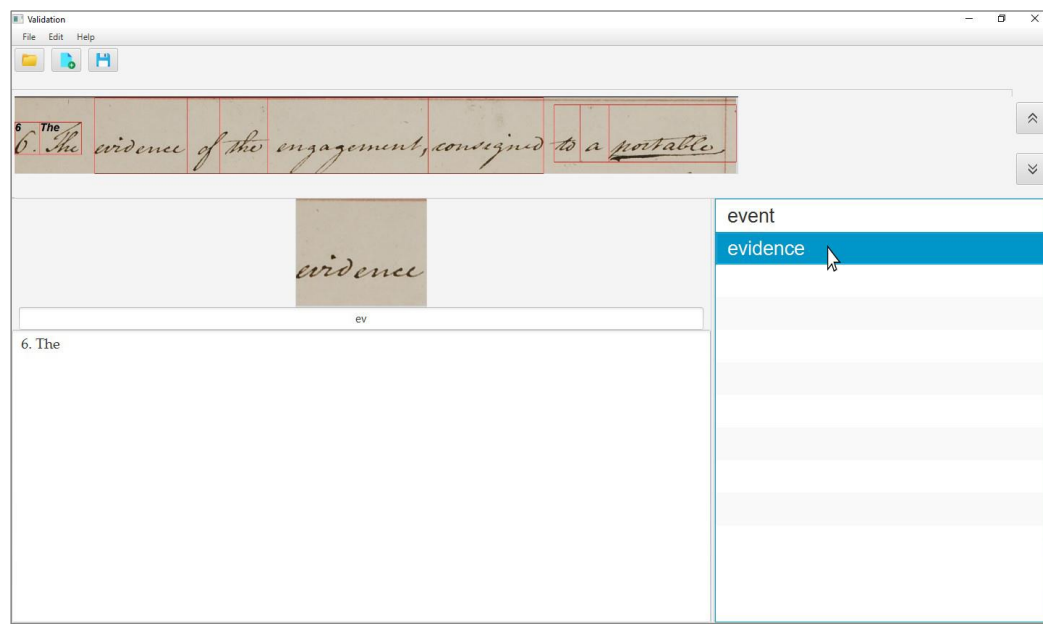 Validation
File Edit Help
6 The
6. The evidence of the engagement, consigned to a portable
evidence
ev
6. The
event
evidence